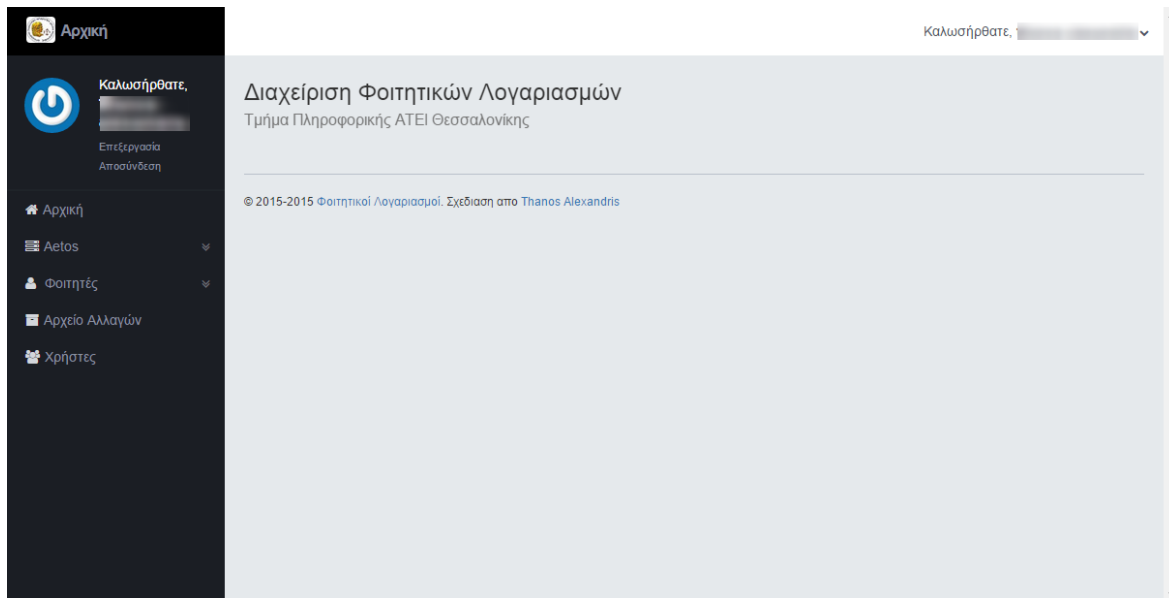 Αρχική
Καλωσήρθατε,
Καλωσήρθατε,
Επεξεργασία
Αποσύνδεση
Διαχείριση Φοιτητικών Λογαριασμών
Τμήμα Πληροφορικής ΑΤΕΙ Θεσσαλονίκης
Αρχική
Aetos
Φοιτητές
Αρχείο Αλλαγών
Χρήστες
© 2015-2015 Φοιτητικοί Λογαριασμοί. Σχεδιαση απο Thanos Alexandris